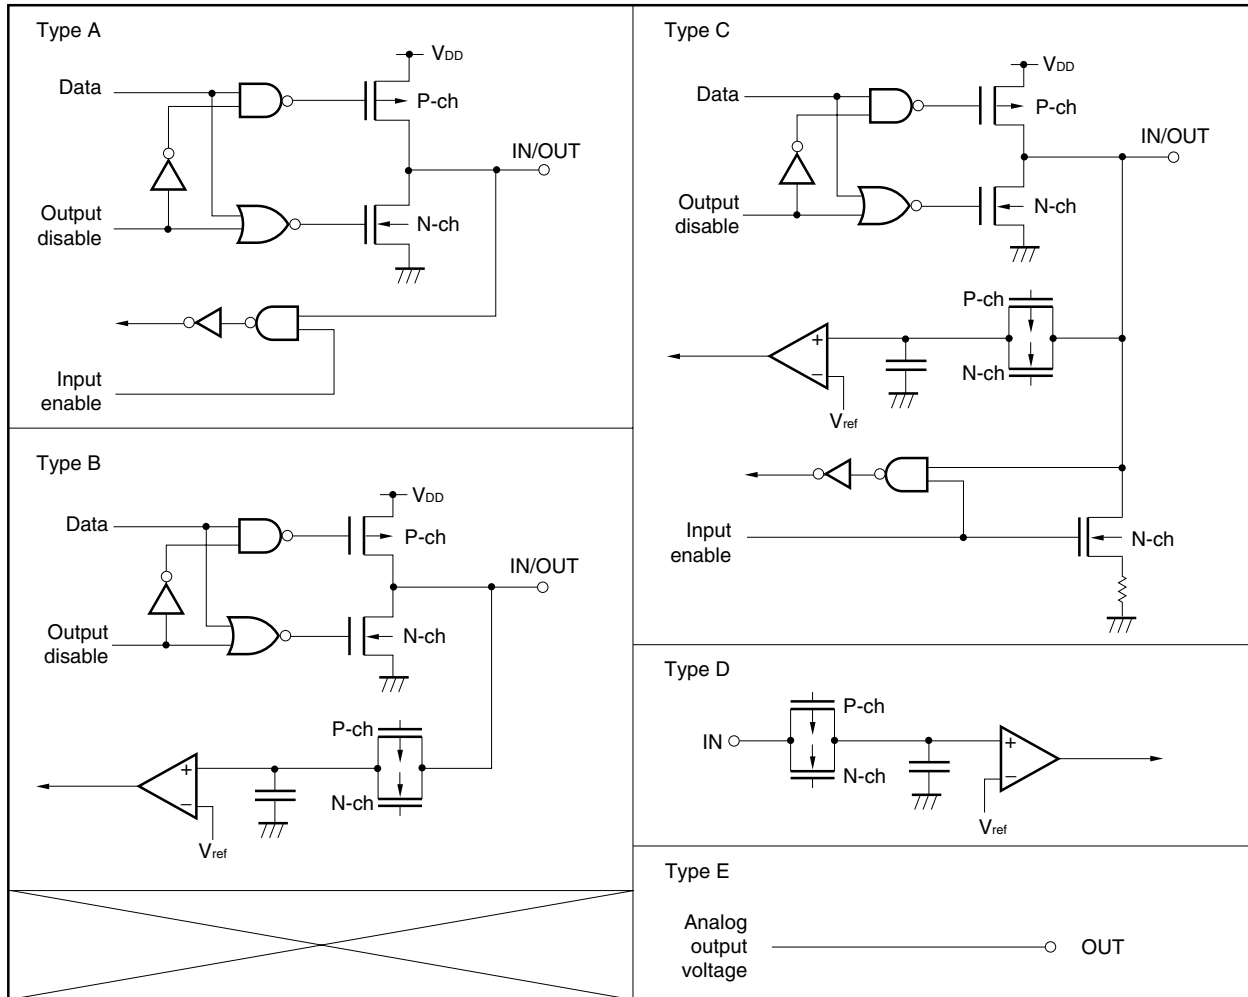 Type A
VDD
Data
P-ch
IN/OUT
Output
disable
N-ch
Input
enable
Type B
VDD
Data
P-ch
IN/OUT
Output
disable
N-ch
P-ch
+
−
N-ch
Vref
Type C
VDD
Data
P-ch
IN/OUT
Output
disable
N-ch
P-ch
+
−
N-ch
Vref
Input
enable
N-ch
Type D
P-ch
IN
+
−
N-ch
Vref
Type E
Analog
output
voltage
OUT